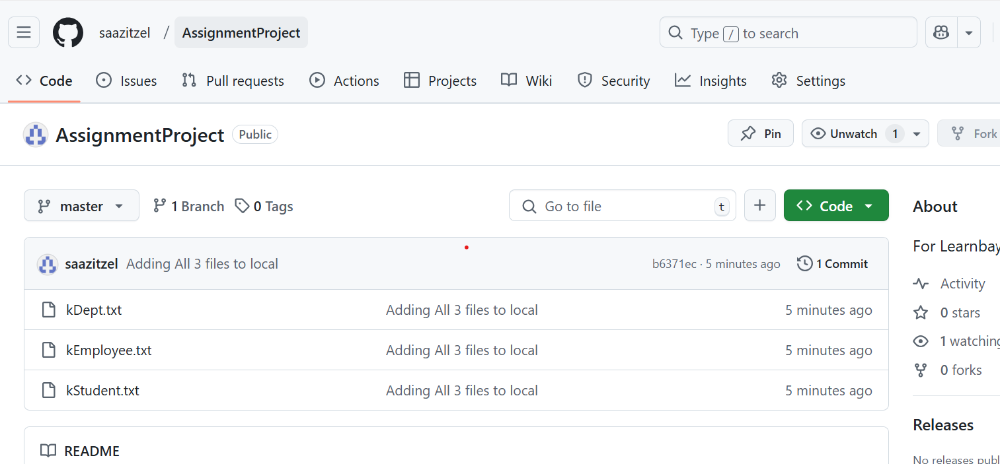 saazitzel / AssignmentProject Type / to search
Code Issues Pull requests Actions Projects Wiki Security Insights Settings
AssignmentProject Public Pin Unwatch 1 Fork
master 1 Branch 0 Tags Go to file t Code About
For Learnbay
saazitzel Adding All 3 files to local b6371ec · 5 minutes ago 1 Commit
Activity
kDept.txt Adding All 3 files to local 5 minutes ago
0 stars
1 watching
kEmployee.txt Adding All 3 files to local 5 minutes ago
0 forks
kStudent.txt Adding All 3 files to local 5 minutes ago
Releases
README
No releases publ